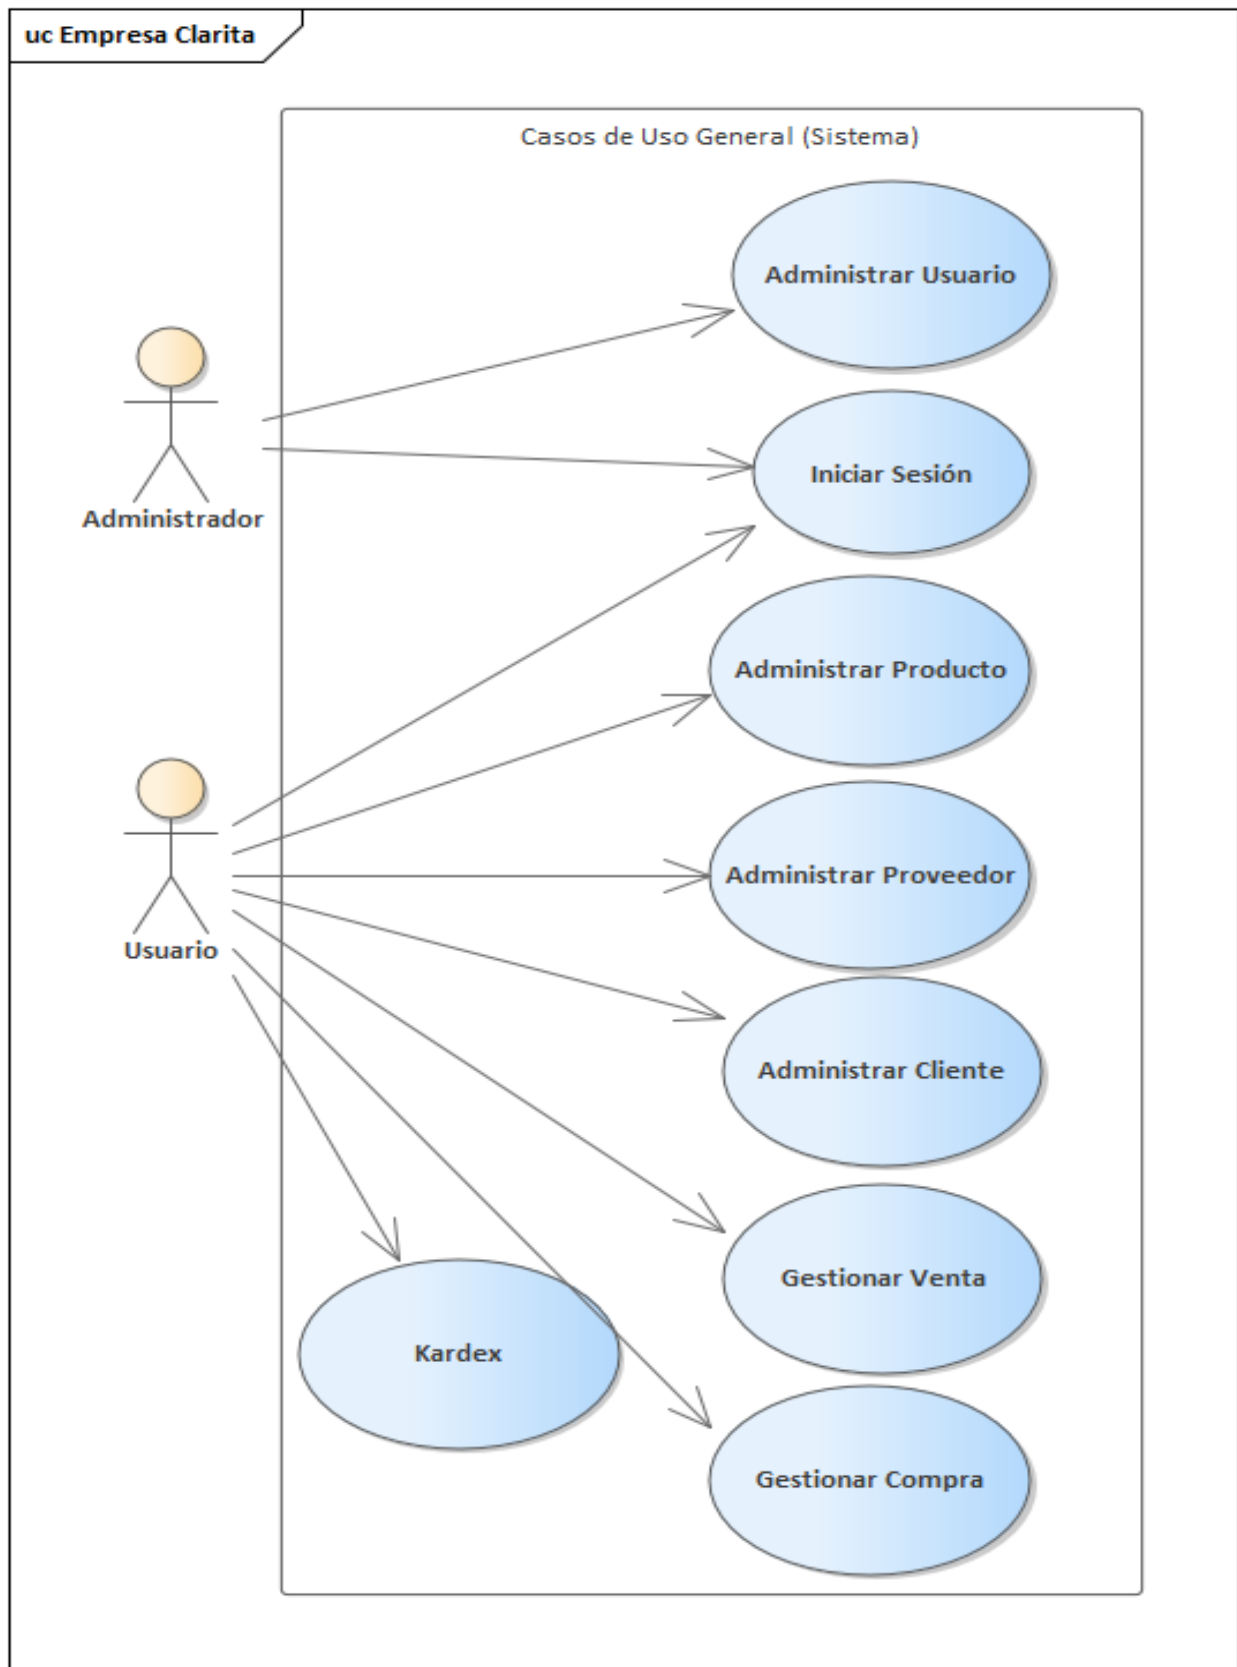 uc Empresa Clarita
Casos de Uso General (Sistema)
Administrar Usuario
Iniciar Sesión
Administrador
Administrar Producto
Administrar Proveedor
Usuario
Administrar Cliente
Gestionar Venta
Kardex
Gestionar Compra